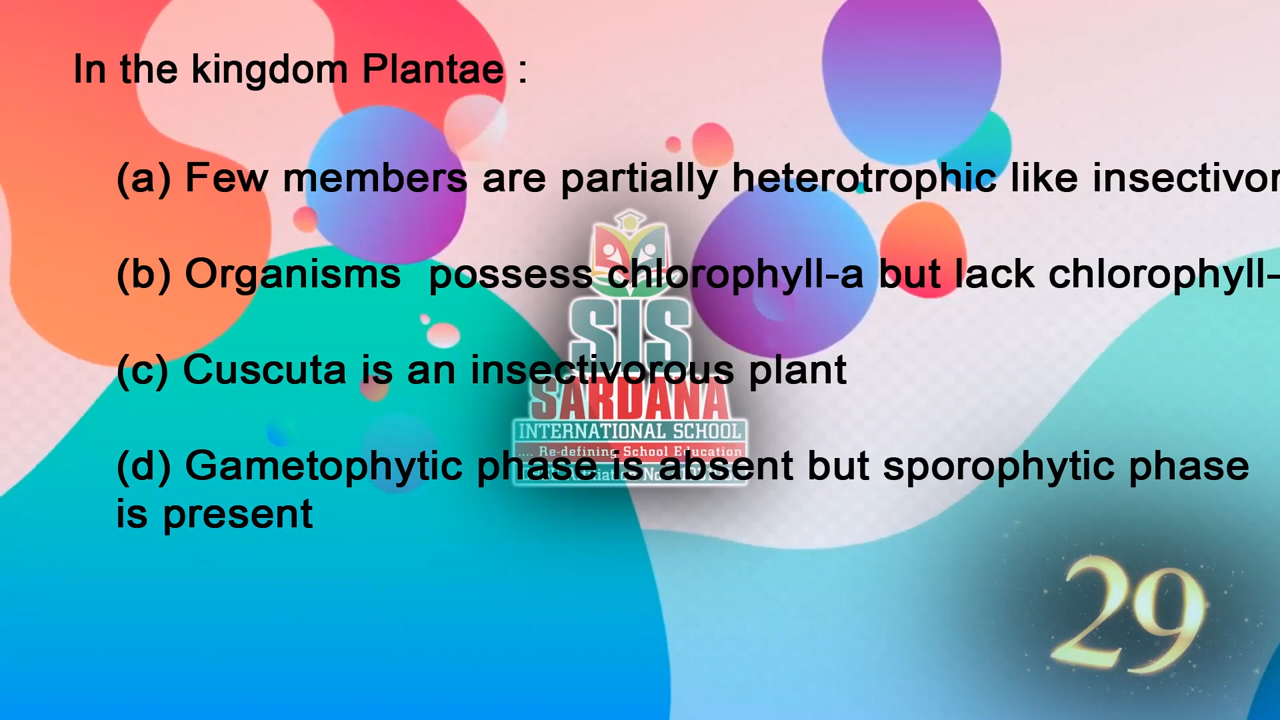 In the kingdom Plantae :
(a) Few members are partially heterotrophic like
(b) Organisms possess chlorophyll-a but lack chlorophyll-
(c) Cuscuta is an insectivorous plant
(d) Gametophytic phase is absent but sporophytic phase
is present
SIS
SARDANA
INTERNATIONAL SCHOOL
.... Re-defining School Education
29